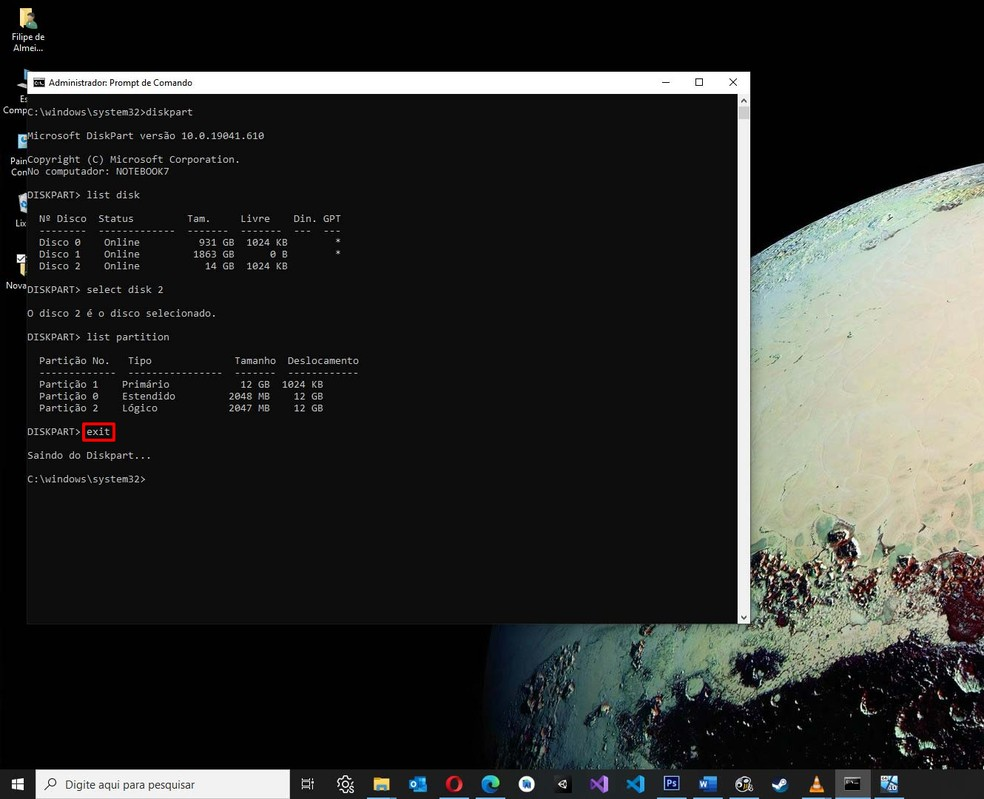 Filipe de
Almei...
Administrador: Prompt de Comando
C:\windows\system32>diskpart
Microsoft DiskPart versão 10.0.19041.610
Copyright (C) Microsoft Corporation.
No computador: NOTEBOOK7
DISKPART> list disk
Nº Disco  Status         Tam.     Livre    Din.  GPT
--------  -------------  -------  -------  ---  ---
Disco 0    Online           931 GB  1024 KB        *
Disco 1    Online          1863 GB      0 B        *
Disco 2    Online            14 GB  1024 KB
DISKPART> select disk 2
O disco 2 é o disco selecionado.
DISKPART> list partition
Partição No.   Tipo              Tamanho  Deslocamento
-------------  ----------------  -------  ------------
Partição 1    Primário            12 GB  1024 KB
Partição 0    Estendido         2048 MB    12 GB
Partição 2    Lógico            2047 MB    12 GB
DISKPART> exit
Saindo do Diskpart...
C:\windows\system32>
Es
Comp
Pain
Con
Lix
Nova
Digite aqui para pesquisar
Ps